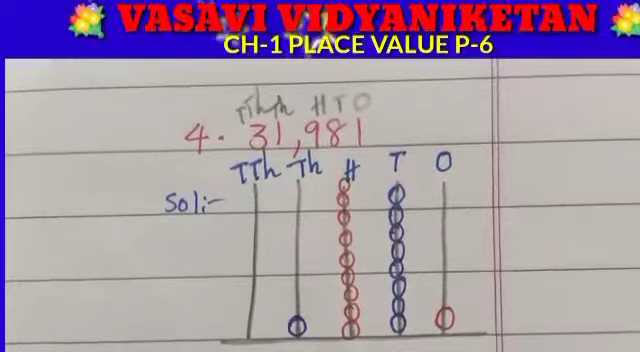 VASAVI VIDYANIKETAN
CH-1 PLACE VALUE P-6
TTh Th H T O
4. 31,981
TTh Th H T O
Sol:-